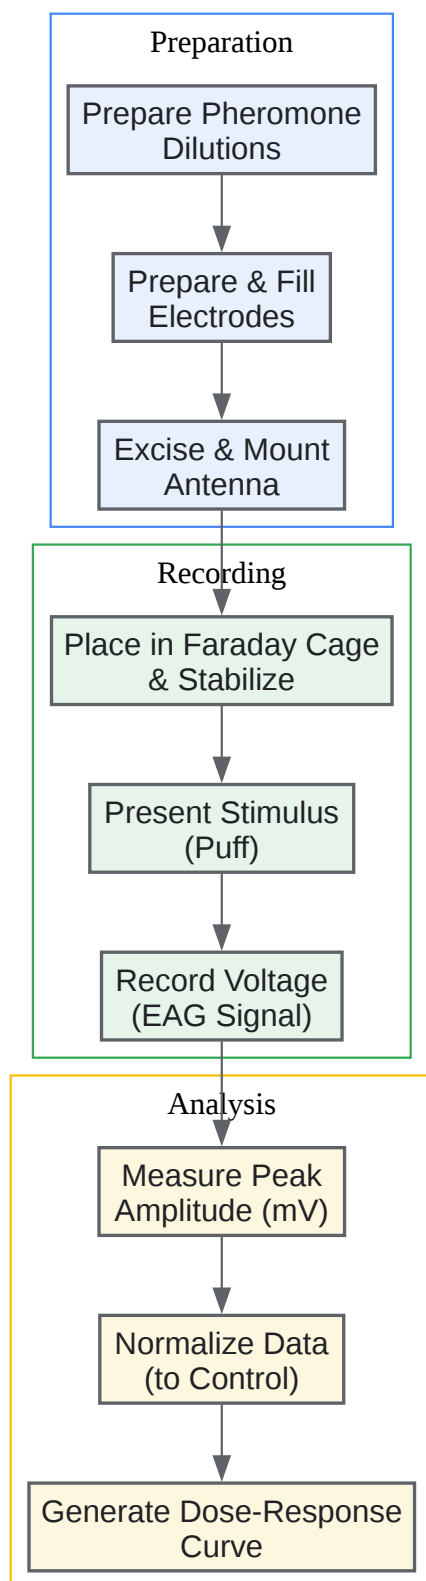 Preparation
Prepare Pheromone
Dilutions
Prepare & Fill
Electrodes
Excise & Mount
Antenna
Recording
Place in Faraday Cage
& Stabilize
Present Stimulus
(Puff)
Record Voltage
(EAG Signal)
Analysis
Measure Peak
Amplitude (mV)
Normalize Data
(to Control)
Generate Dose-Response
Curve